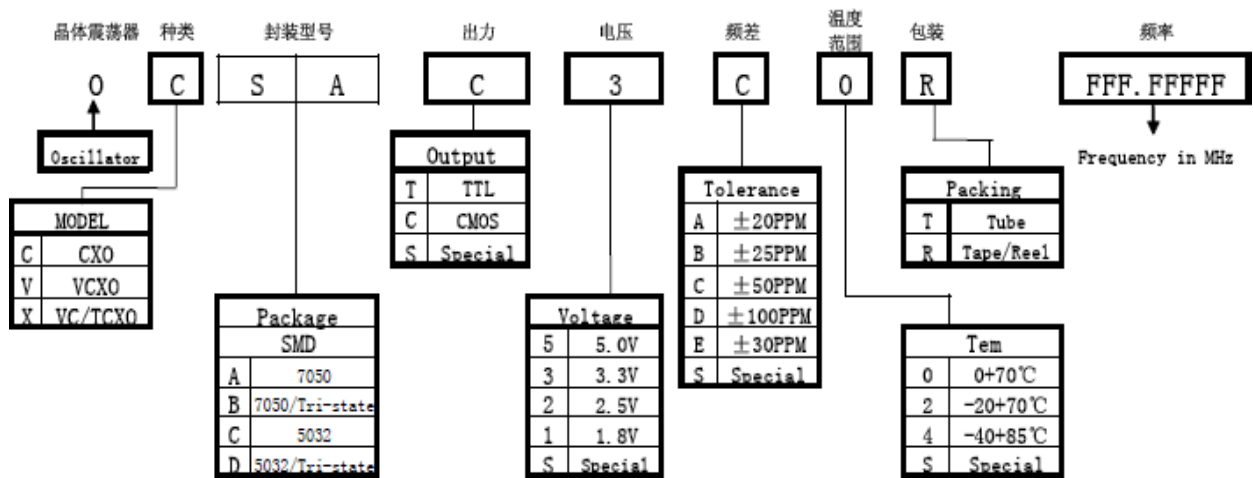 晶体震荡器 种类 封装型号 出力 电压 频差 温度 范围 包装 频率
O C S A C 3 C 0 R FFF.FFFFF
Oscillator
Frequency in MHz
MODEL
C CXO
V VCXO
X VC/TCXO
Package
SMD
A 7050
B 7050/Tri-state
C 5032
D 5032/Tri-state
Output
T TTL
C CMOS
S Special
Voltage
5 5.0V
3 3.3V
2 2.5V
1 1.8V
S Special
Tolerance
A ±20PPM
B ±25PPM
C ±50PPM
D ±100PPM
E ±30PPM
S Special
Packing
T Tube
R Tape/Reel
Tem
0 0+70℃
2 -20+70℃
4 -40+85℃
S Special